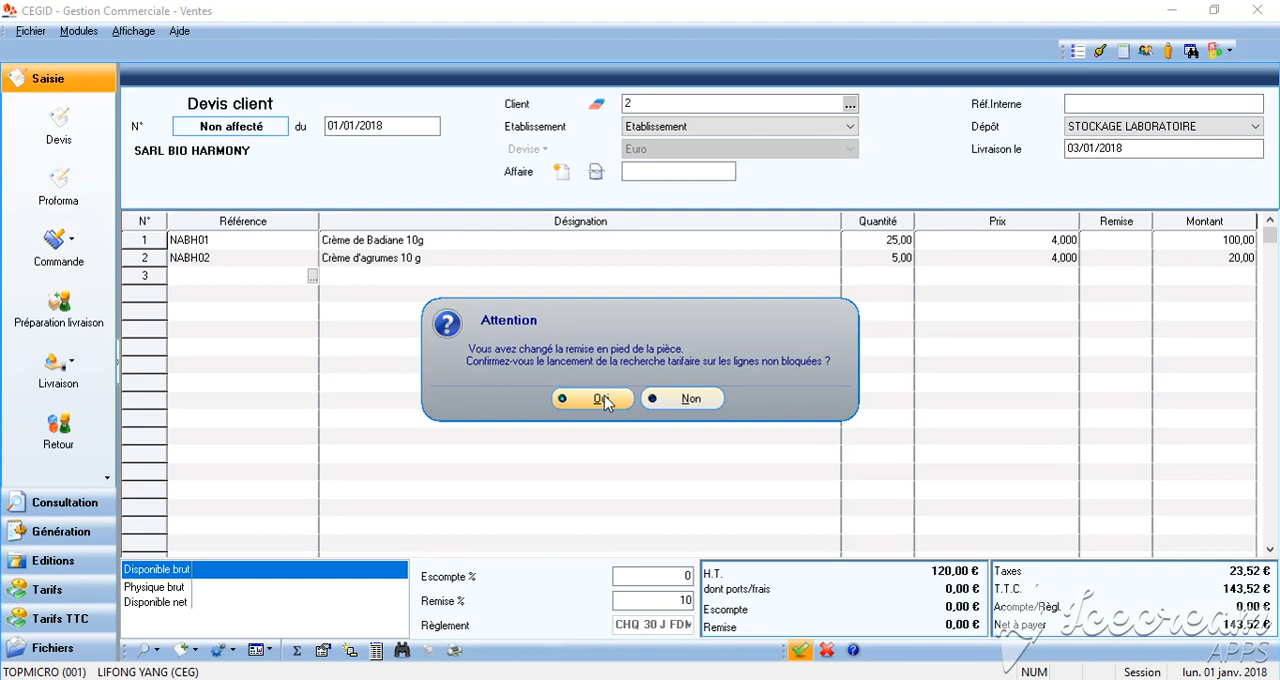 CEGID - Gestion Commerciale - Ventes
Fichier Modules Affichage Aide
Saisie
Devis
Proforma
Commande
Préparation livraison
Livraison
Retour
Consultation
Génération
Editions
Tarifs
Tarifs TTC
Fichiers
Devis client
N° Non affecté du 01/01/2018
SARL BIO HARMONY
Client 2 ...
Etablissement Etablissement
Devise Euro
Affaire
Réf.Interne
Dépôt STOCKAGE LABORATOIRE
Livraison le 03/01/2018
N° Référence Désignation Quantité Prix Remise Montant
1 NABH01 Crème de Badiane 10g 25,00 4,000 100,00
2 NABH02 Crème d'agrumes 10 g 5,00 4,000 20,00
3 ...
Attention
Vous avez changé la remise en pied de la pièce.
Confirmez-vous le lancement de la recherche tarifaire sur les lignes non bloquées ?
Oui Non
Disponible brut
Physique brut
Disponible net
Escompte % 0
Remise % 10
Règlement CHQ 30 J FDM
H.T. 120,00 €
dont ports/frais 0,00 €
Escompte 0,00 €
Remise 0,00 €
Taxes 23,52 €
T.T.C. 143,52 €
Acompte/Règl. 0,00 €
Net à payer 143,52 €
Icecream
APPS
TOPMICRO (001) LIFONG YANG (CEG) NUM Session lun. 01 janv. 2018